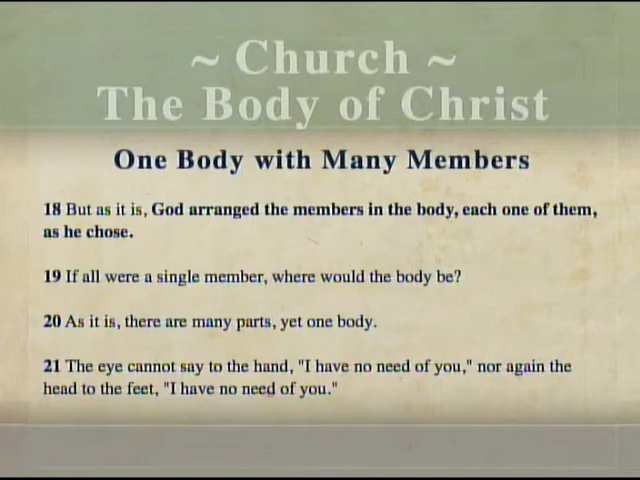 ~ Church ~
The Body of Christ
One Body with Many Members
18 But as it is, God arranged the members in the body, each one of them,
as he chose.
19 If all were a single member, where would the body be?
20 As it is, there are many parts, yet one body.
21 The eye cannot say to the hand, "I have no need of you," nor again the
head to the feet, "I have no need of you."